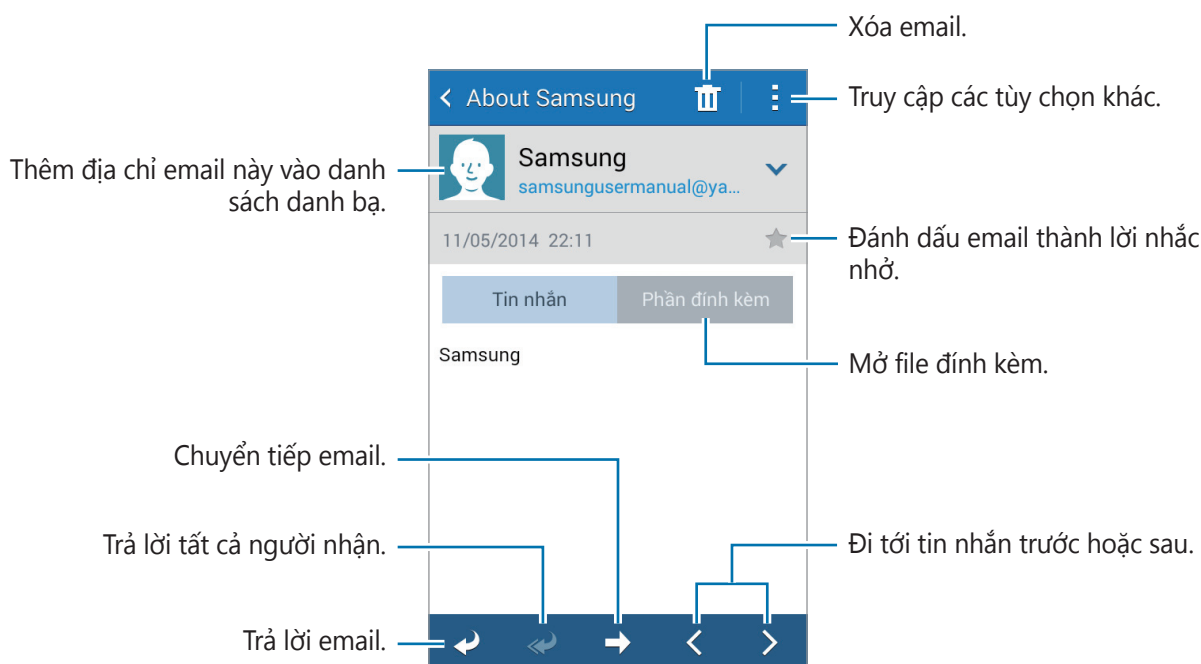 Xóa email.
About Samsung
Truy cập các tùy chọn khác.
Samsung
samsungusermanual@ya...
Thêm địa chỉ email này vào danh
sách danh bạ.
11/05/2014 22:11
Đánh dấu email thành lời nhắc
nhở.
Tin nhắn
Phần đính kèm
Samsung
Mở file đính kèm.
Chuyển tiếp email.
Trả lời tất cả người nhận.
Đi tới tin nhắn trước hoặc sau.
Trả lời email.